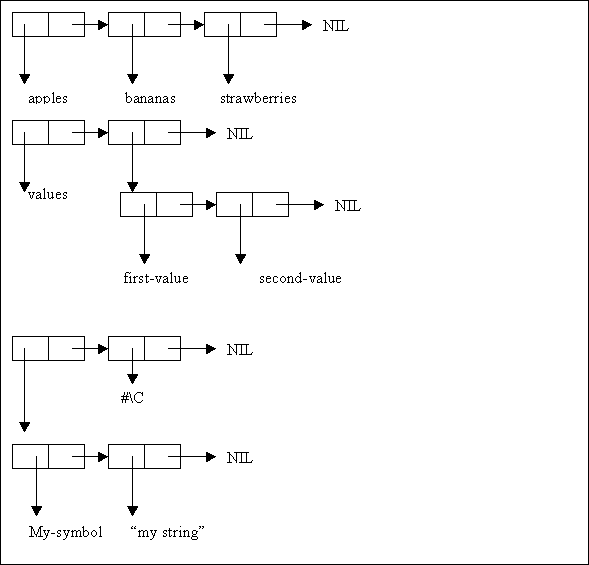 NIL
apples bananas strawberries
NIL
values
NIL
first-value second-value
NIL
#\C
NIL
My-symbol “my string”